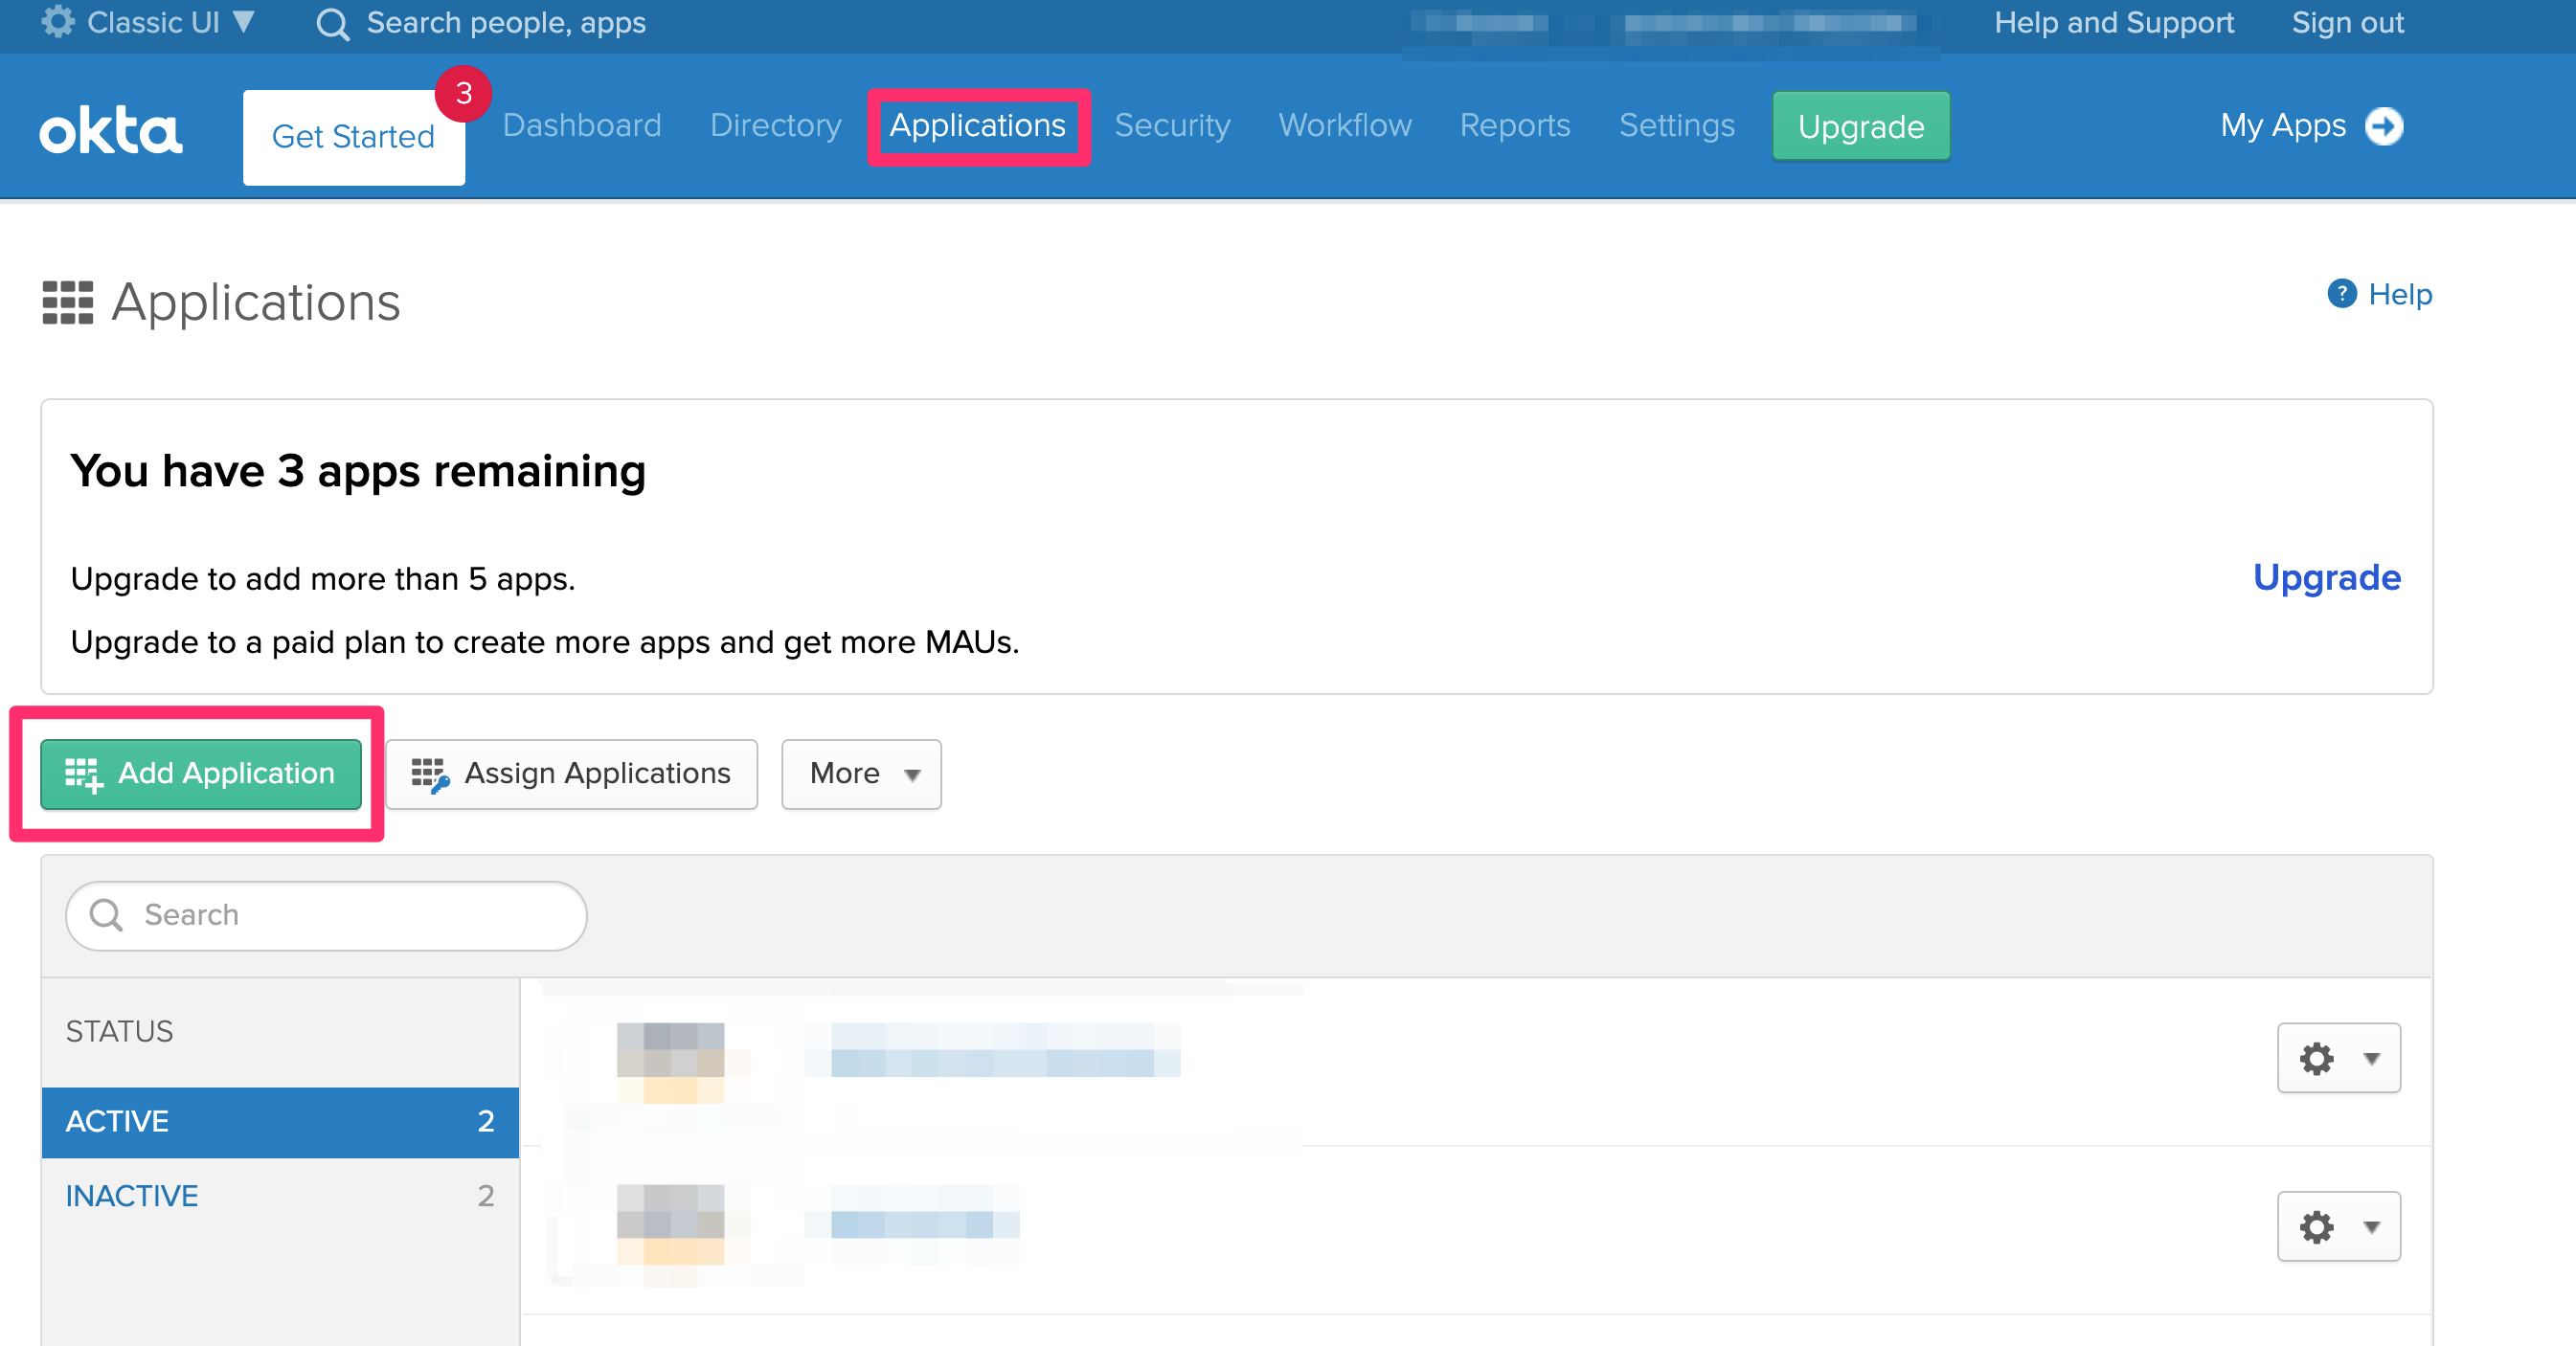 Classic UI ▼ Search people, apps Help and Support Sign out
okta Get Started 3 Dashboard Directory Applications Security Workflow Reports Settings Upgrade My Apps
Applications
? Help
You have 3 apps remaining
Upgrade to add more than 5 apps.
Upgrade
Upgrade to a paid plan to create more apps and get more MAUs.
Add Application Assign Applications More
Search
STATUS
ACTIVE 2
INACTIVE 2